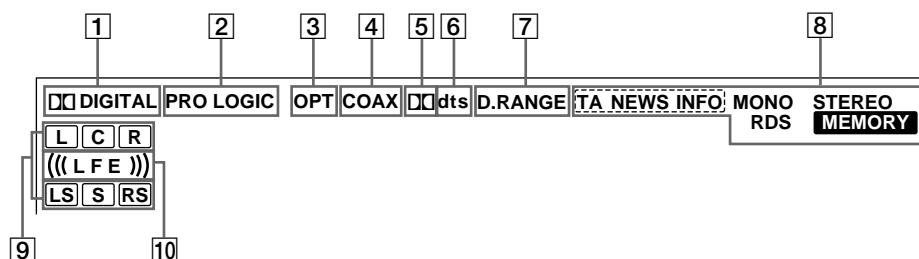 1 2 3 4 5 6 7 8
DIGITAL PRO LOGIC OPT COAX dts D.RANGE TA NEWS INFO MONO STEREO
RDS MEMORY
L C R
((( L F E )))
LS S RS
9 10